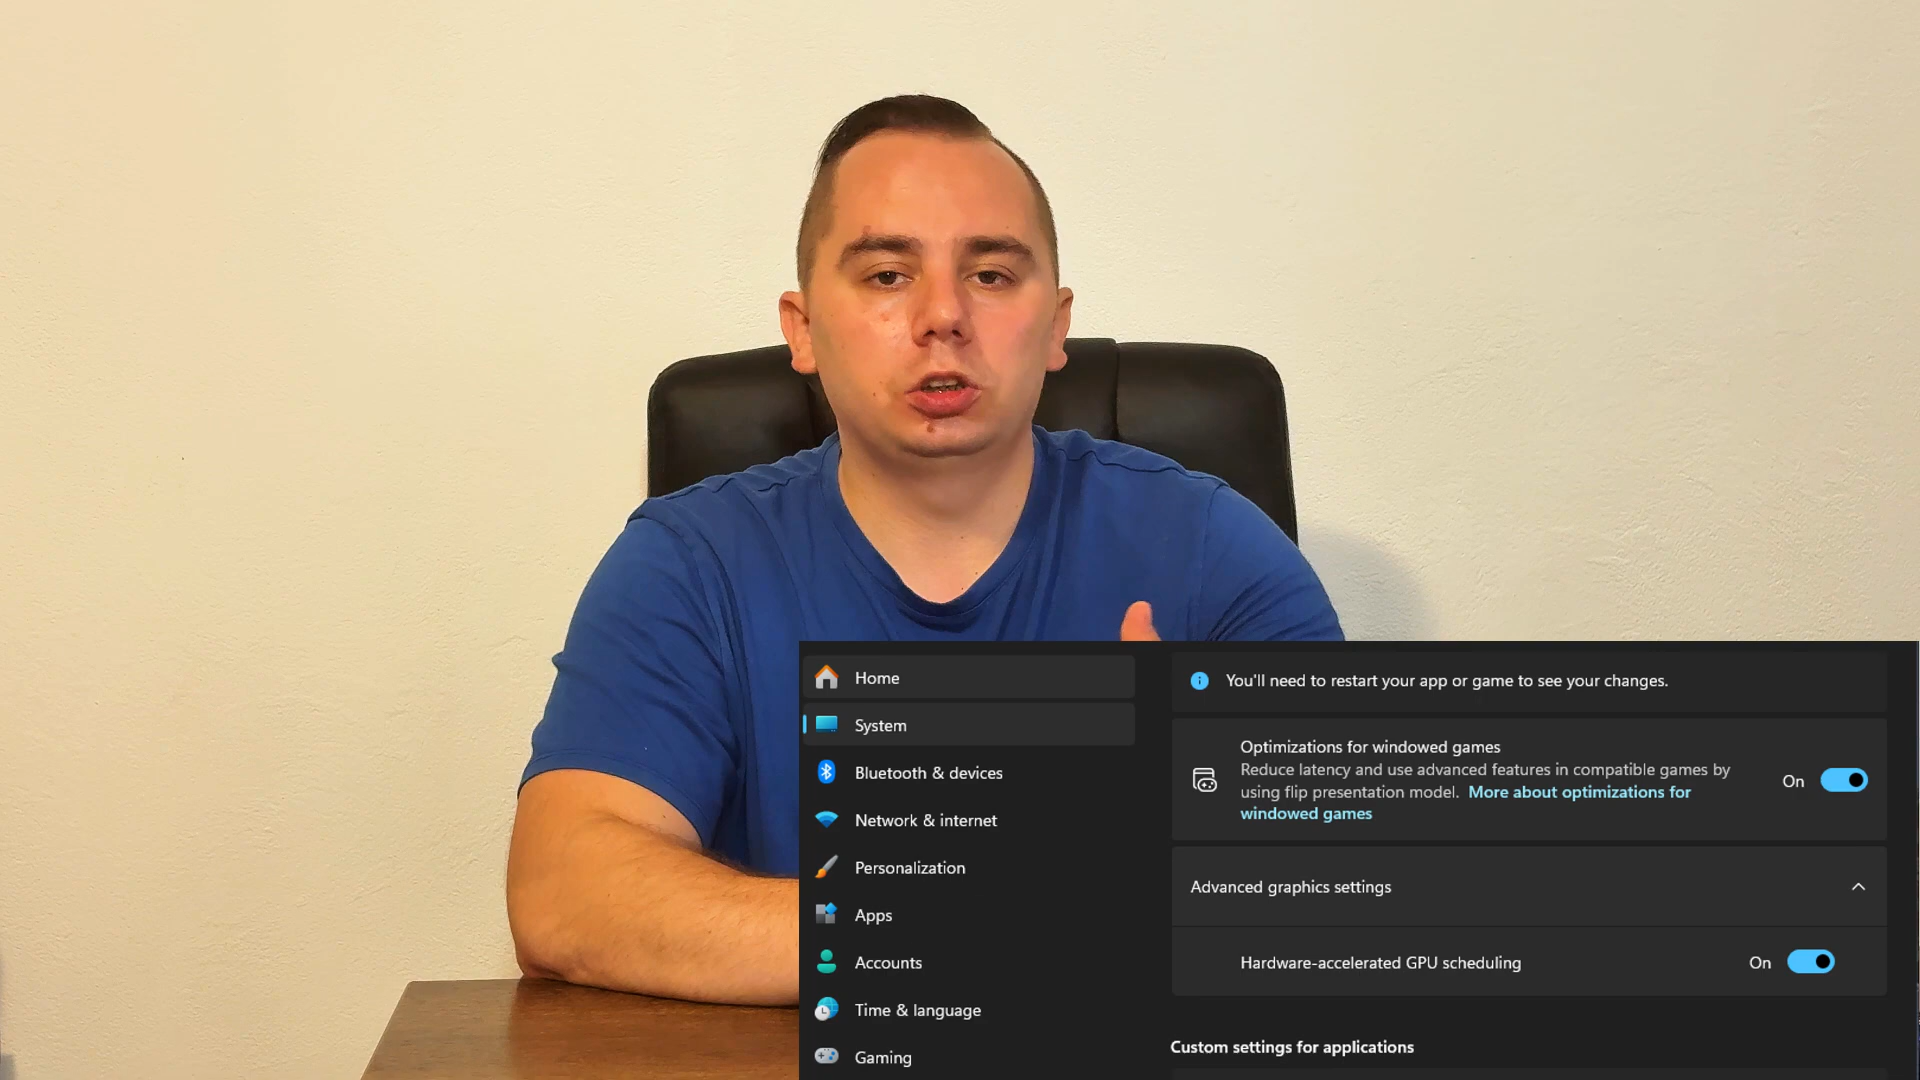 Home
System
Bluetooth & devices
Network & internet
Personalization
Apps
Accounts
Time & language
Gaming
You'll need to restart your app or game to see your changes.
Optimizations for windowed games
Reduce latency and use advanced features in compatible games by
using flip presentation model. More about optimizations for
windowed games
On
Advanced graphics settings
Hardware-accelerated GPU scheduling
On
Custom settings for applications